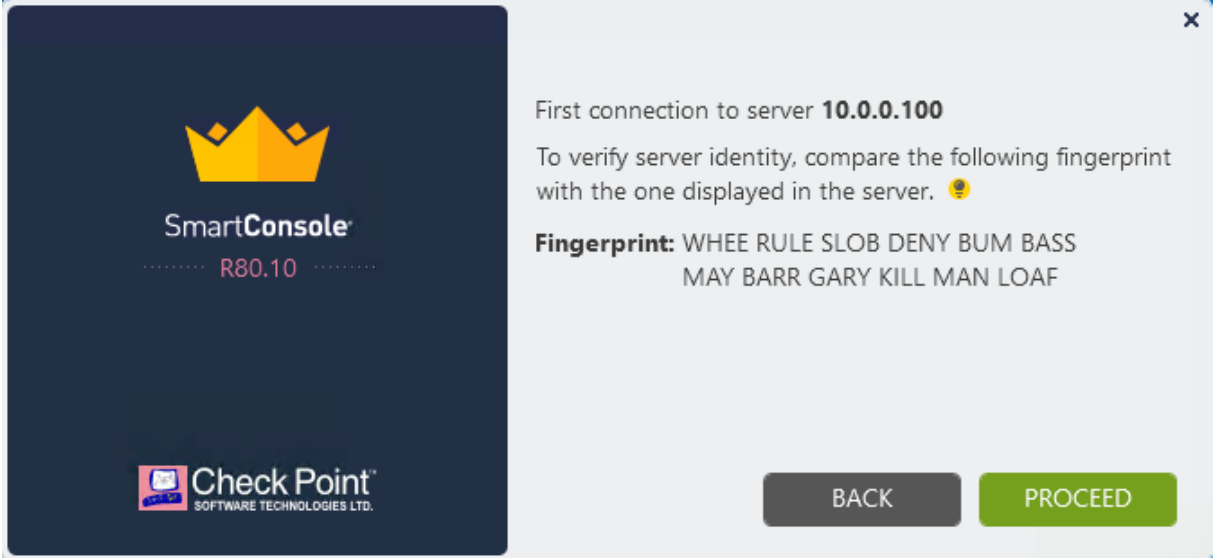 SmartConsole
R80.10
Check Point™
SOFTWARE TECHNOLOGIES LTD.
First connection to server 10.0.0.100
To verify server identity, compare the following fingerprint
with the one displayed in the server.
Fingerprint: WHEE RULE SLOB DENY BUM BASS
MAY BARR GARY KILL MAN LOAF
BACK
PROCEED